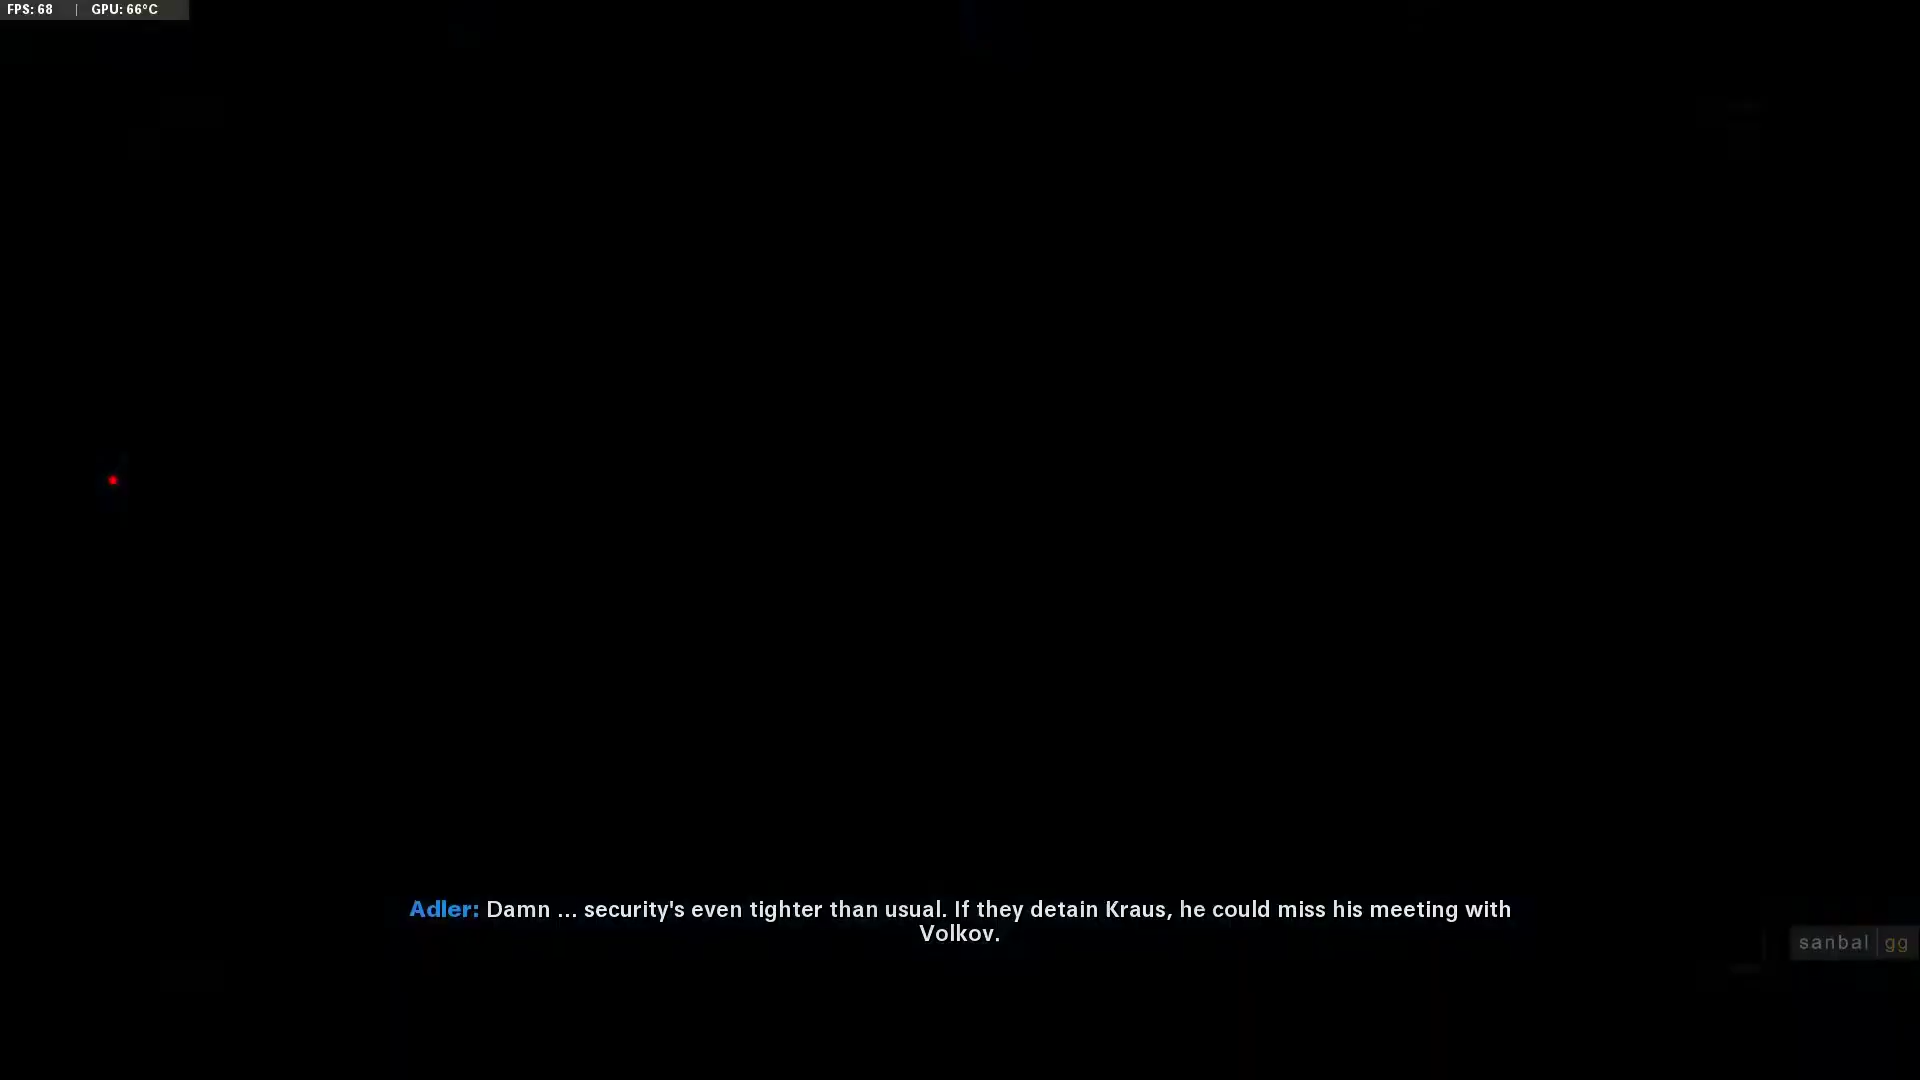 FPS: 68 | GPU: 66°C
Adler: Damn ... security's even tighter than usual. If they detain Kraus, he could miss his meeting with
Volkov.
sanbal|gg